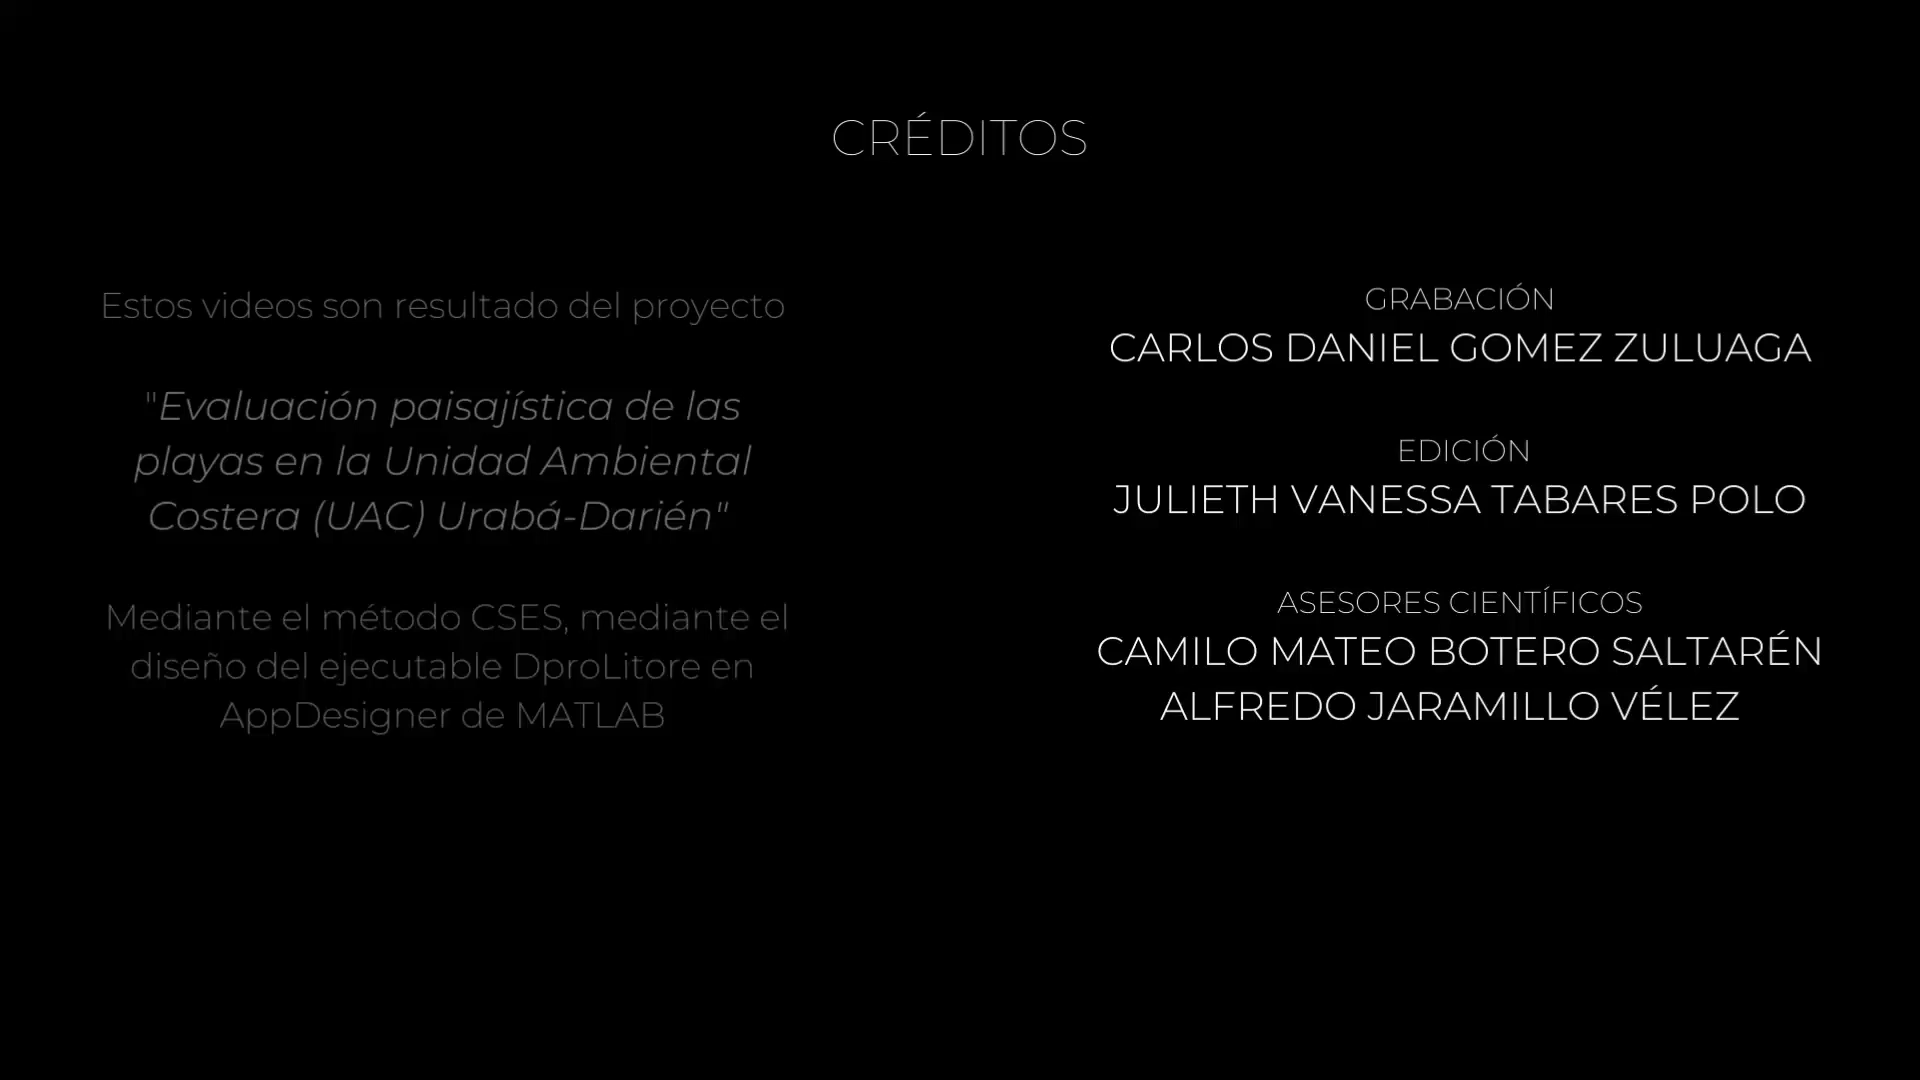 CRÉDITOS
Estos videos son resultado del proyecto
"Evaluación paisajística de las
playas en la Unidad Ambiental
Costera (UAC) Urabá-Darién"
Mediante el método CSES, mediante el
diseño del ejecutable DproLitore en
AppDesigner de MATLAB
GRABACIÓN
CARLOS DANIEL GOMEZ ZULUAGA
EDICIÓN
JULIETH VANESSA TABARES POLO
ASESORES CIENTÍFICOS
CAMILO MATEO BOTERO SALTARÉN
ALFREDO JARAMILLO VÉLEZ